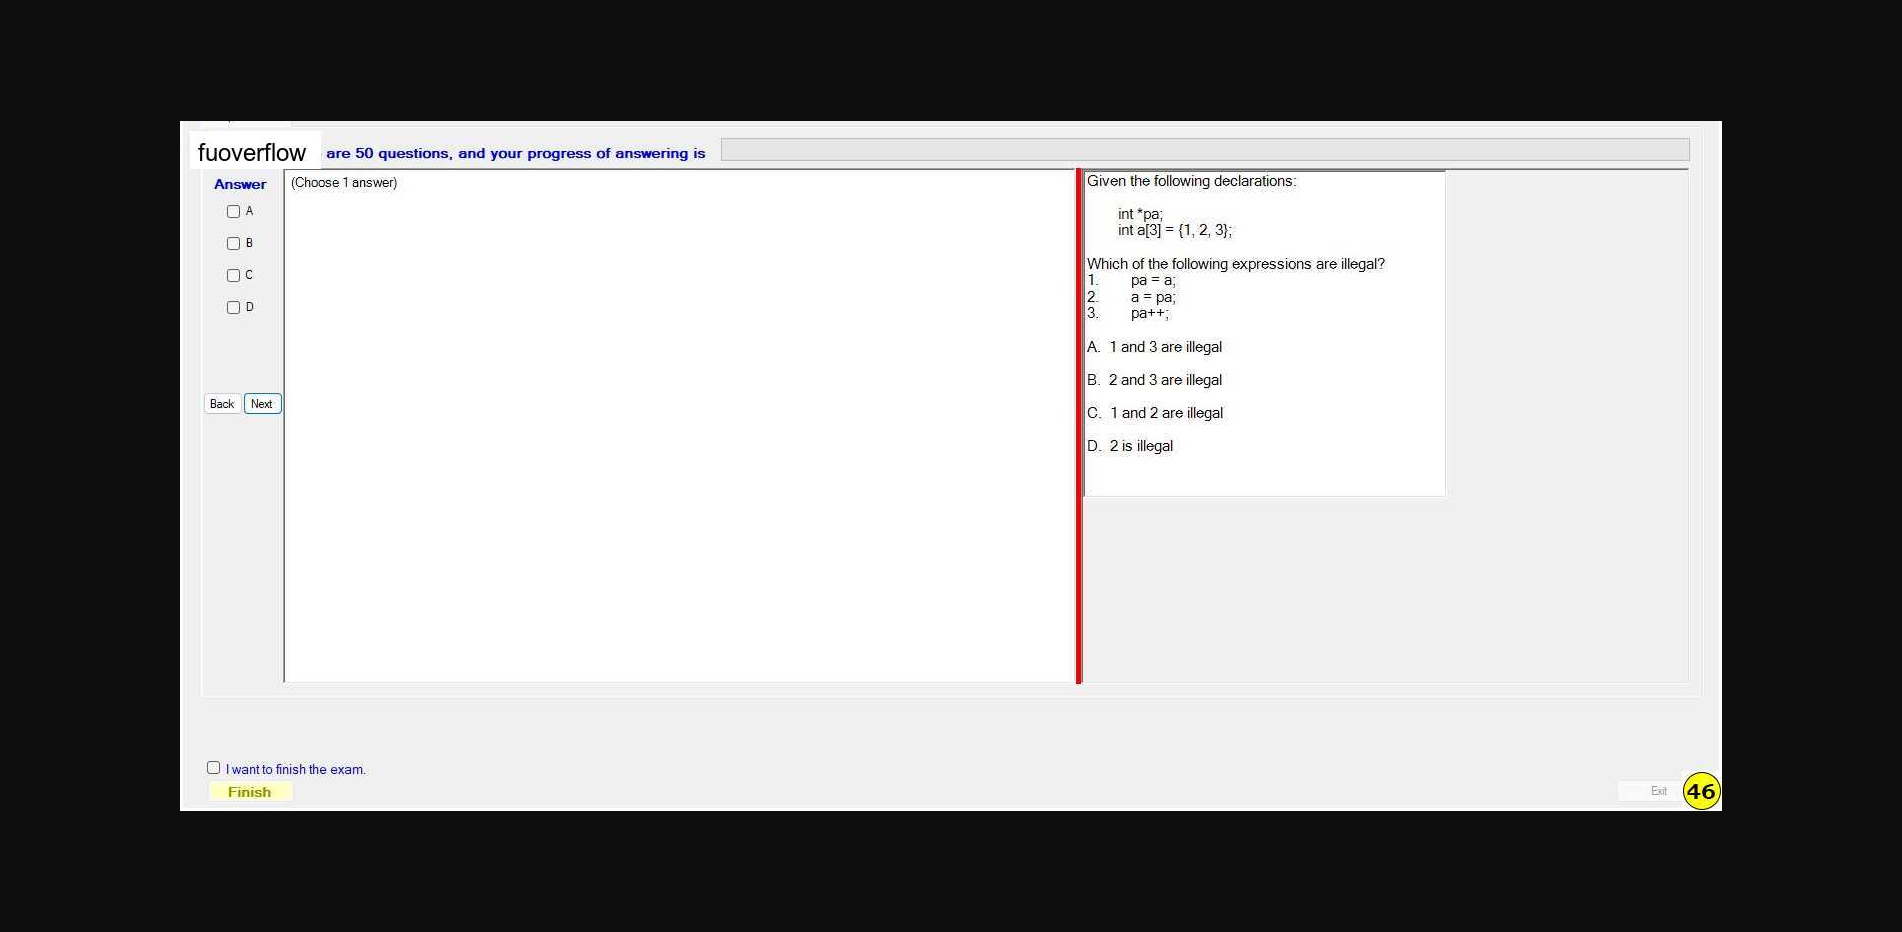 fuoverflow are 50 questions, and your progress of answering is
Answer
A
B
C
D
Back Next
(Choose 1 answer)
Given the following declarations:
int *pa;
int a[3] = {1, 2, 3};
Which of the following expressions are illegal?
1. pa = a;
2. a = pa;
3. pa++;
A. 1 and 3 are illegal
B. 2 and 3 are illegal
C. 1 and 2 are illegal
D. 2 is illegal
I want to finish the exam.
Finish
Exit
46